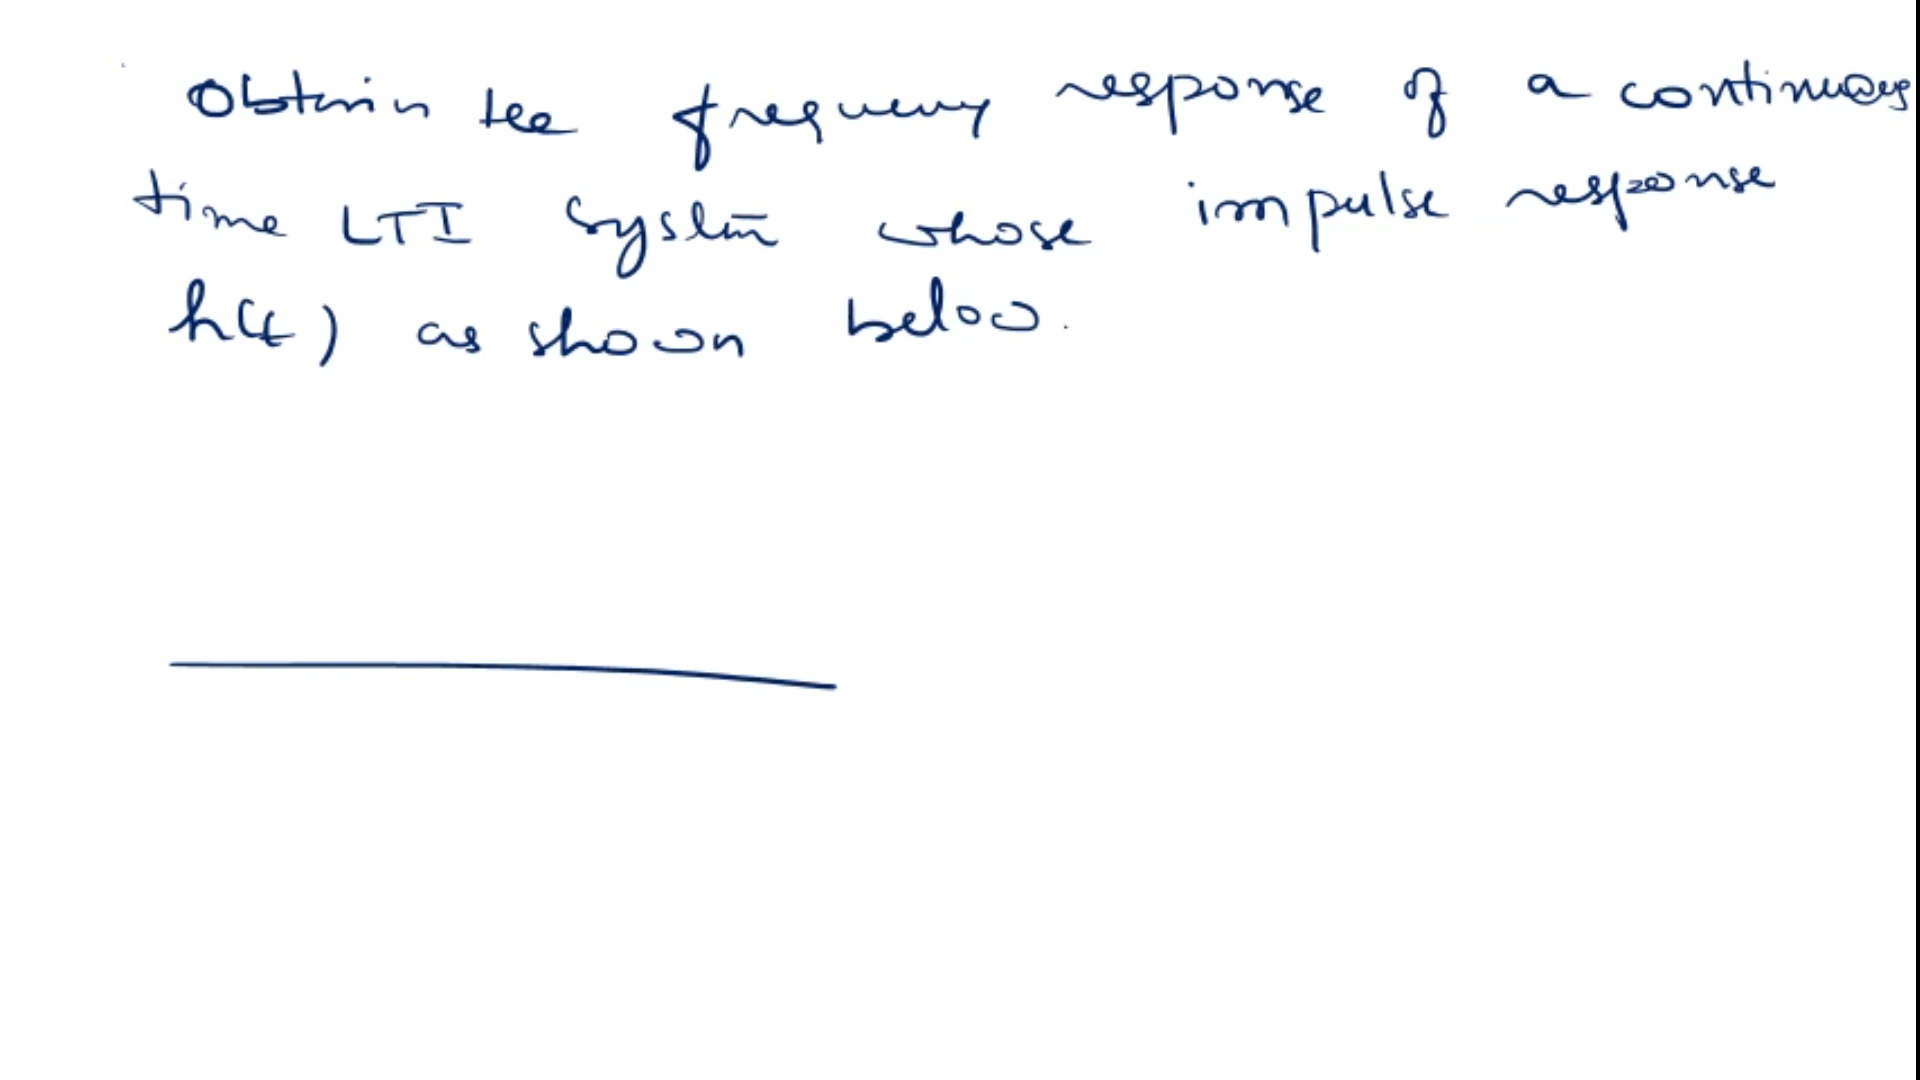 Obtain the frequency response of a continuous
time LTI system whose impulse response
h(t) as shown below.